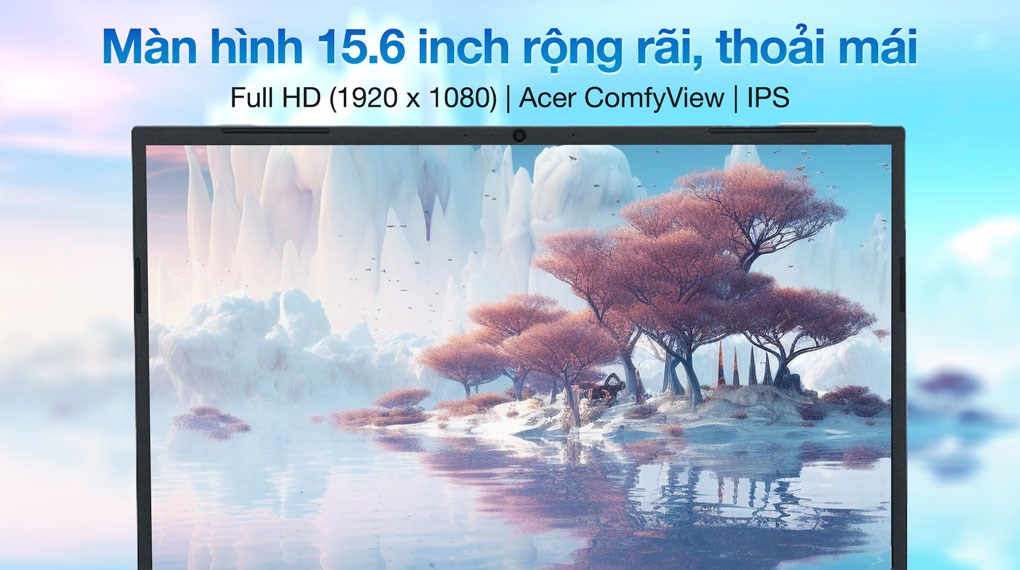 Màn hình 15.6 inch rộng rãi, thoải mái
Full HD (1920 x 1080) | Acer ComfyView | IPS